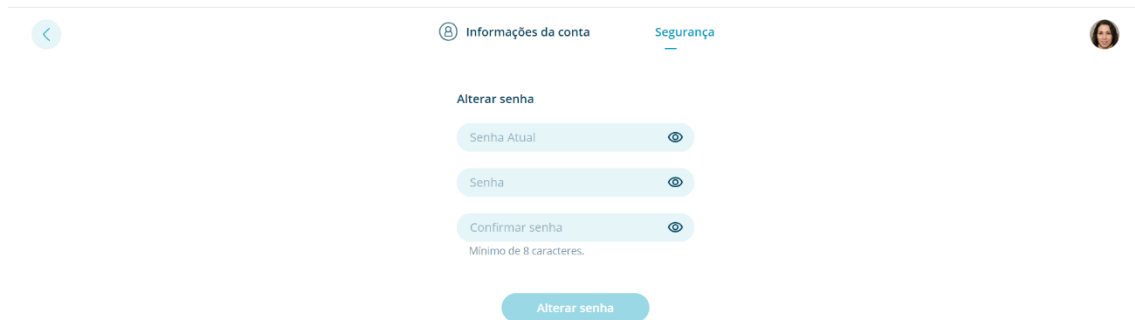 Informações da conta Segurança
Alterar senha
Senha Atual
Senha
Confirmar senha
Mínimo de 8 caracteres.
Alterar senha